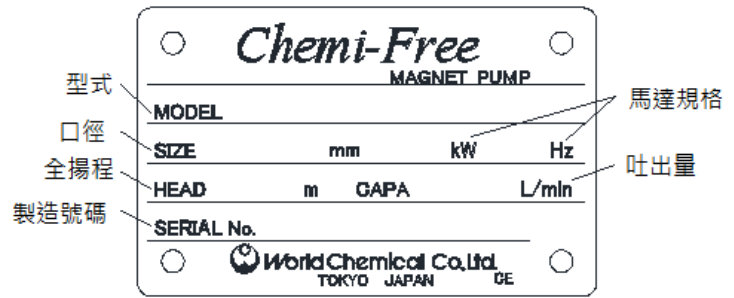 Chemi-Free
MAGNET PUMP
型式
MODEL
馬達規格
口徑
SIZE mm kW Hz
全揚程
HEAD m CAPA L/min
吐出量
製造號碼
SERIAL No.
World Chemical Co., Ltd.
TOKYO JAPAN CE